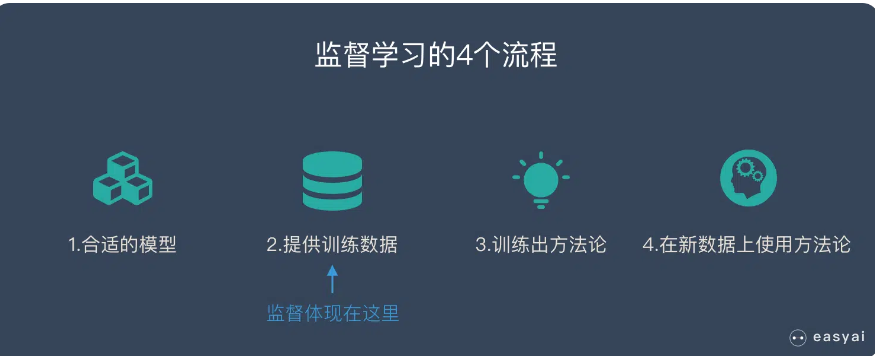 监督学习的4个流程
1.合适的模型
2.提供训练数据
3.训练出方法论
4.在新数据上使用方法论
监督体现在这里
easyai